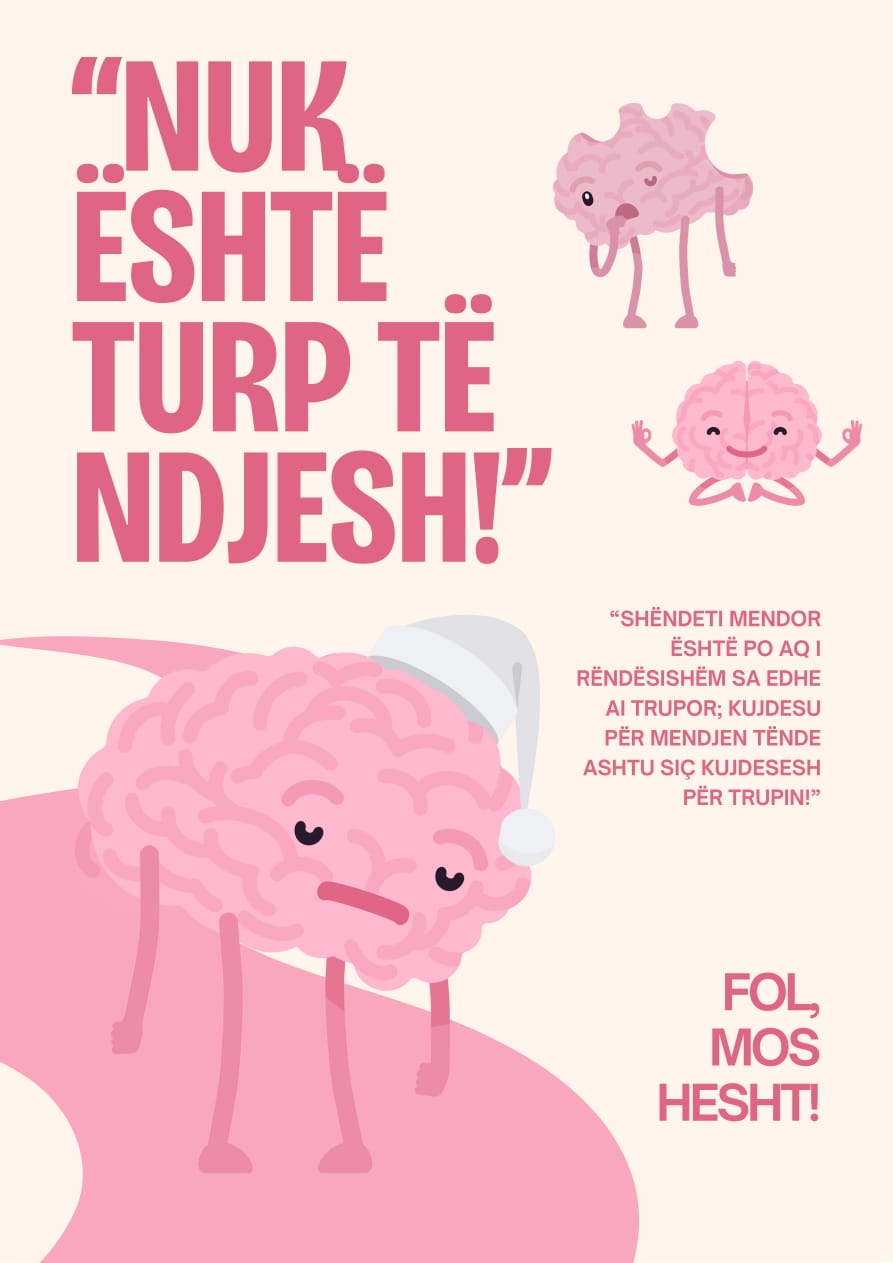 “NUK
ËSHTË
TURP TË
NDJESH!”
“SHËNDETI MENDOR
ËSHTË PO AQ I
RËNDËSISHËM SA EDHE
AI TRUPOR; KUJDESU
PËR MENDJEN TËNDE
ASHTU SIÇ KUJDESESH
PËR TRUPIN!”
FOL,
MOS
HESHT!